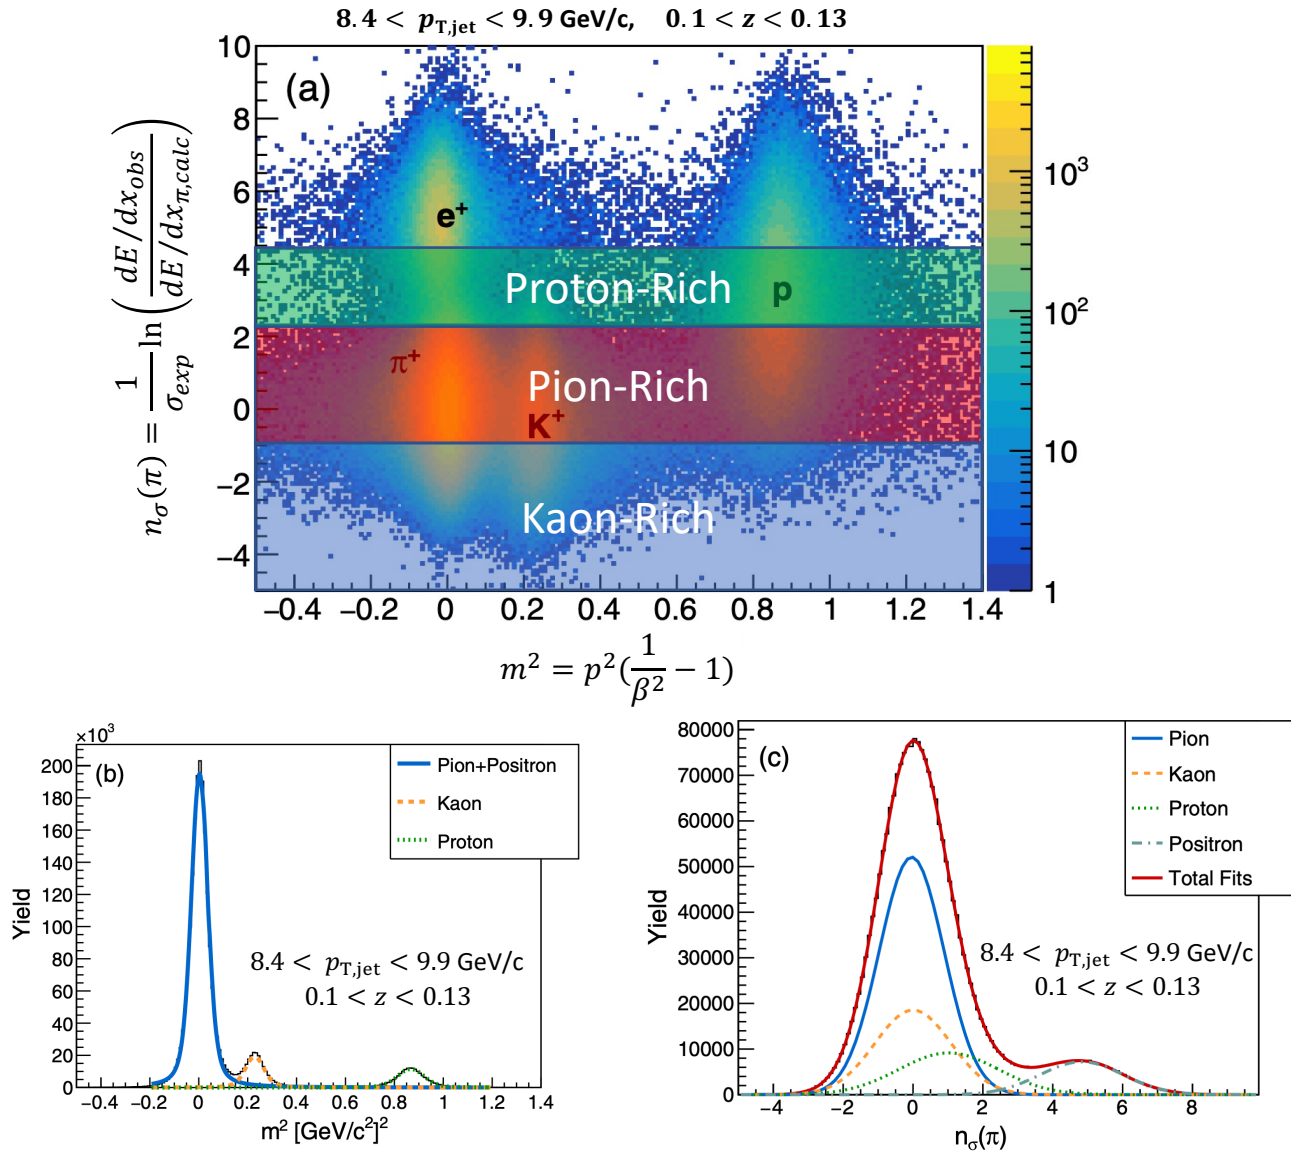 8.4 < p_T,jet < 9.9 GeV/c, 0.1 < z < 0.13
(a)
n_σ(π) = 1/σ_exp ln(dE/dx_obs / dE/dx_π,calc)
10
8
6
4
2
0
−2
−4
e⁺
Proton-Rich
p
π⁺
Pion-Rich
K⁺
Kaon-Rich
10³
10²
10
1
−0.4 −0.2 0 0.2 0.4 0.6 0.8 1 1.2 1.4
m² = p²(1/β² − 1)
×10³
(b)
Yield
200
180
160
140
120
100
80
60
40
20
0
Pion+Positron
Kaon
Proton
8.4 < p_T,jet < 9.9 GeV/c
0.1 < z < 0.13
−0.4 −0.2 0 0.2 0.4 0.6 0.8 1 1.2 1.4
m² [GeV/c²]²
(c)
Yield
80000
70000
60000
50000
40000
30000
20000
10000
0
Pion
Kaon
Proton
Positron
Total Fits
8.4 < p_T,jet < 9.9 GeV/c
0.1 < z < 0.13
−4 −2 0 2 4 6 8
n_σ(π)